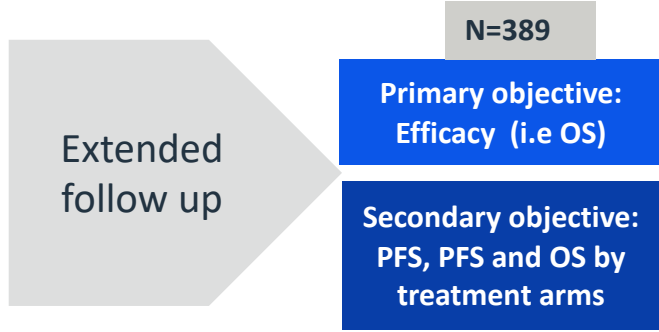 Extended
follow up
N=389
Primary objective:
Efficacy (i.e OS)
Secondary objective:
PFS, PFS and OS by
treatment arms